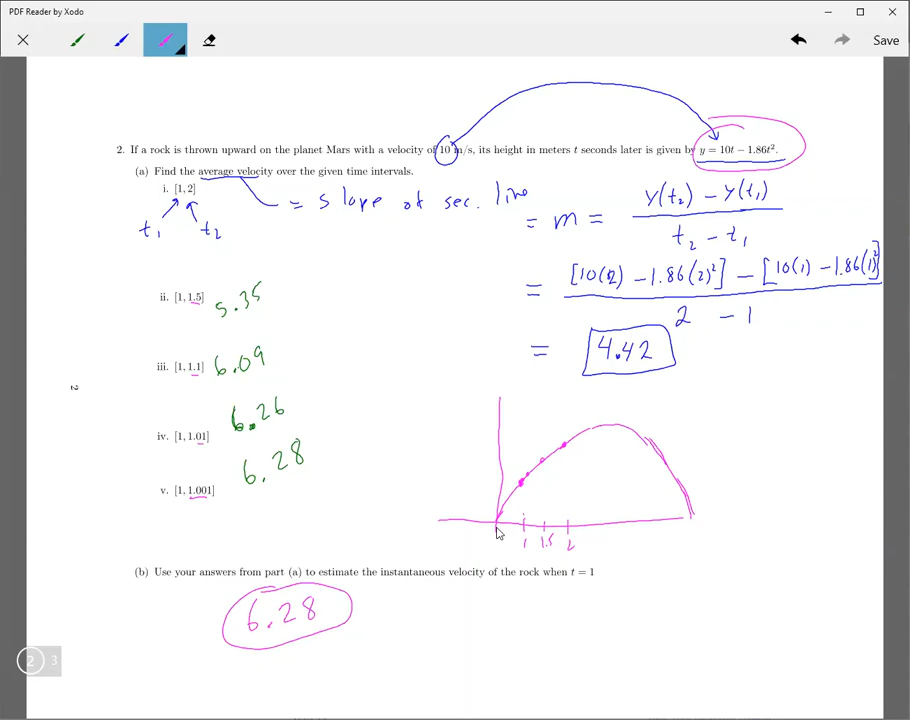 PDF Reader by Xodo
Save
2. If a rock is thrown upward on the planet Mars with a velocity of 10 m/s, its height in meters t seconds later is given by y = 10t − 1.86t².
(a) Find the average velocity over the given time intervals.
i. [1, 2]
= slope of sec. line
= m = y(t₂) − y(t₁) / t₂ − t₁
t₁ t₂
= [10(2) − 1.86(2)²] − [10(1) − 1.86(1)²] / 2 − 1
= 4.42
ii. [1, 1.5] 5.35
iii. [1, 1.1] 6.09
2
iv. [1, 1.01] 6.26
v. [1, 1.001] 6.28
1 1.5 2
(b) Use your answers from part (a) to estimate the instantaneous velocity of the rock when t = 1
6.28
2 3